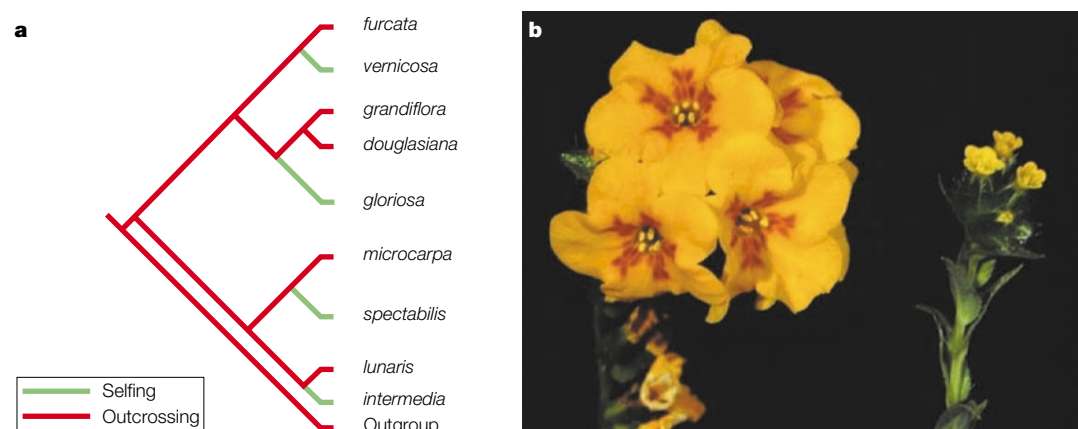 a
furcata
vernicosa
grandiflora
douglasiana
gloriosa
microcarpa
spectabilis
lunaris
intermedia
Outgroup
Selfing
Outcrossing
b